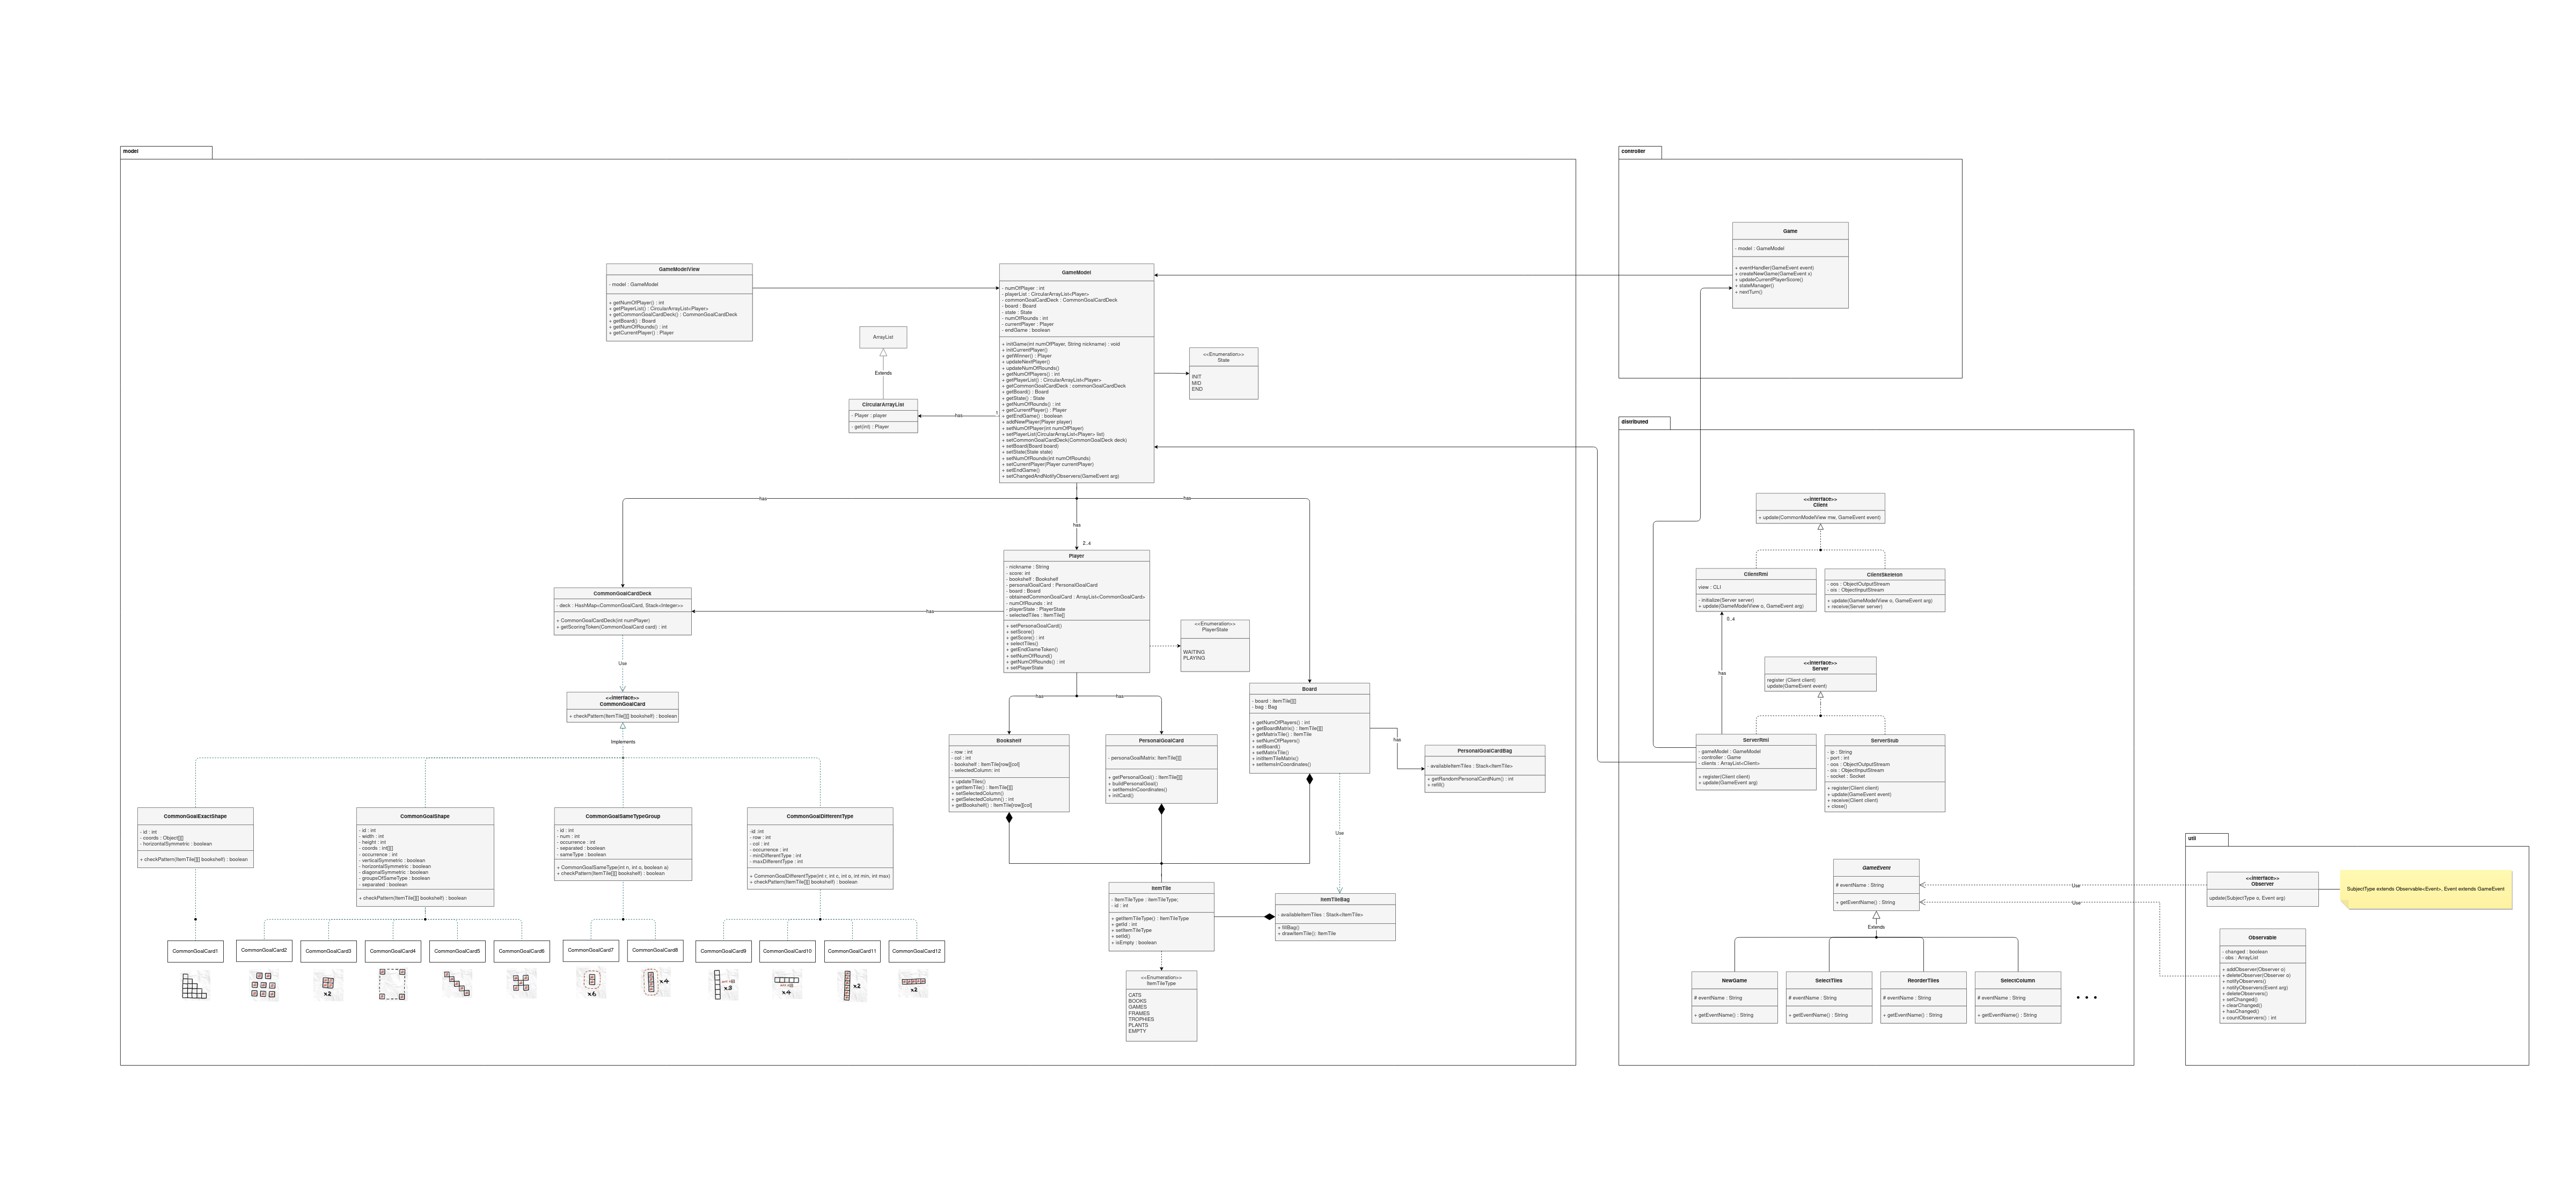 model
GameModelView
- model : GameModel
+ getNumOfPlayer() : int
+ getPlayerList() : CircularArrayList<Player>
+ getCommonGoalCardDeck() : CommonGoalCardDeck
+ getBoard() : Board
+ getNumOfRounds() : int
+ getCurrentPlayer() : Player
GameModel
- numOfPlayer : int
- playerList : CircularArrayList<Player>
- commonGoalCardDeck : CommonGoalCardDeck
- board : Board
- state : State
- numOfRounds : int
- currentPlayer : Player
- endGame : boolean
+ initGame(int numOfPlayer, String nickname) : void
+ initCurrentPlayer()
+ getWinner() : Player
+ updateNextPlayer()
+ updateNumOfRounds()
+ getNumOfPlayers() : int
+ getPlayerList() : CircularArrayList<Player>
+ getCommonGoalCardDeck : commonGoalCardDeck
+ getBoard() : Board
+ getState() : State
+ getNumOfRounds() : int
+ getCurrentPlayer() : Player
+ getEndGame() : boolean
+ addNewPlayer(Player player)
+ setNumOfPlayer(int numOfPlayer)
+ setPlayerList(CircularArrayList<Player> list)
+ setCommonGoalCardDeck(CommonGoalDeck deck)
+ setBoard(Board board)
+ setState(State state)
+ setNumOfRounds(int numOfRounds)
+ setCurrentPlayer(Player currentPlayer)
+ setEndGame()
+ setChangedAndNotifyObservers(GameEvent arg)
ArrayList
Extends
CircularArrayList
- Player : player
- get(int) : Player
has
<<Enumeration>>
State
INIT
MID
END
has
has
has
2..4
Player
- nickname : String
- score: int
- bookshelf : Bookshelf
- personalGoalCard : PersonalGoalCard
- board : Board
- obtainedCommonGoalCard : ArrayList<CommonGoalCard>
- numOfRounds : int
- playerState : PlayerState
- selectedTiles : ItemTile[]
+ setPersonaGoalCard()
+ setScore()
+ getScore() : int
+ selectTiles()
+ getEndGameToken()
+ setNumOfRound()
+ getNumOfRounds() : int
+ setPlayerState
<<Enumeration>>
PlayerState
WAITING
PLAYING
has
CommonGoalCardDeck
- deck : HashMap<CommonGoalCard, Stack<Integer>>
+ CommonGoalCardDeck(int numPlayer)
+ getScoringToken(CommonGoalCard card) : int
Use
<<Interface>>
CommonGoalCard
+ checkPattern(ItemTile[][] bookshelf) : boolean
Implements
CommonGoalExactShape
- id : int
- coords : Object[][]
- horizontalSymmetric : boolean
+ checkPattern(ItemTile[][] bookshelf) : boolean
CommonGoalShape
- id : int
- width : int
- height : int
- coords : int[][]
- occurrence : int
- verticalSymmetric : boolean
- horizontalSymmetric : boolean
- diagonalSymmetric : boolean
- groupsOfSameType : boolean
- separated : boolean
+ checkPattern(ItemTile[][] bookshelf) : boolean
CommonGoalSameTypeGroup
- id : int
- num : int
- occurrence : int
- separated : boolean
- sameType : boolean
+ CommonGoalSameType(int n, int o, boolean s)
+ checkPattern(ItemTile[][] bookshelf) : boolean
CommonGoalDifferentType
-id :int
- row : int
- col : int
- occurrence : int
- minDifferentType : int
- maxDifferentType : int
+ CommonGoalDifferentType(int r, int c, int o, int min, int max)
+ checkPattern(ItemTile[][] bookshelf) : boolean
CommonGoalCard1
CommonGoalCard2
CommonGoalCard3
CommonGoalCard4
CommonGoalCard5
CommonGoalCard6
CommonGoalCard7
CommonGoalCard8
CommonGoalCard9
CommonGoalCard10
CommonGoalCard11
CommonGoalCard12
x2
x6
x4
x3
x4
x2
x2
has
has
Bookshelf
- row : int
- col : int
- bookshelf : ItemTile[row][col]
- selectedColumn: int
+ updateTiles()
+ getItemTile() : ItemTile[][]
+ setSelectedColumn()
+ getSelectedColumn() : int
+ getBookshelf() : ItemTile[row][col]
PersonalGoalCard
- personaGoalMatrix: ItemTile[][]
+ getPersonalGoal() : ItemTile[][]
+ buildPersonalGoal()
+ setItemsInCoordinates()
+ initCard()
Board
- board : ItemTile[][]
- bag : Bag
+ getNumOfPlayers() : int
+ getBoardMatrix() : ItemTile[][]
+ getMatrixTile() : ItemTile
+ setNumOfPlayers()
+ setBoard()
+ setMatrixTile()
+ initItemTileMatrix()
+ setItemsInCoordinates()
has
PersonalGoalCardBag
- availableItemTiles : Stack<ItemTile>
+ getRandomPersonalCardNum() : int
+ refill()
Use
ItemTile
- ItemTileType : ItemTileType;
- id : int
+ getItemTileType() : ItemTileType
+ getId : int
+ setItemTileType
+ setId()
+ isEmpty : boolean
ItemTileBag
- availableItemTiles : Stack<ItemTile>
+ fillBag()
+ drawItemTile(): ItemTile
<<Enumeration>>
ItemTileType
CATS
BOOKS
GAMES
FRAMES
TROPHIES
PLANTS
EMPTY
controller
Game
- model : GameModel
+ eventHandler(GameEvent event)
+ createNewGame(GameEvent x)
+ updateCurrentPlayerScore()
+ stateManager()
+ nextTurn()
distributed
<<Interface>>
Client
+ update(CommonModelView mw, GameEvent event)
ClientRmi
view : CLI
- initialize(Server server)
+ update(GameModelView o, GameEvent arg)
ClientSkeleton
- oos : ObjectOutputStream
- ois : ObjectInputStream
+ update(GameModelView o, GameEvent arg)
+ receive(Server server)
0..4
has
<<Interface>>
Server
register (Client client)
update(GameEvent event)
ServerRmi
- gameModel : GameModel
- controller : Game
- clients : ArrayList<Client>
+ register(Client client)
+ update(GameEvent arg)
ServerStub
- ip : String
- port : int
- oos : ObjectOutputStream
- ois : ObjectInputStream
- socket : Socket
+ register(Client client)
+ update(GameEvent event)
+ receive(Client client)
+ close()
GameEvent
# eventName : String
+ getEventName() : String
Extends
NewGame
# eventName : String
+ getEventName() : String
SelectTiles
# eventName : String
+ getEventName() : String
ReorderTiles
# eventName : String
+ getEventName() : String
SelectColumn
# eventName : String
+ getEventName() : String
• • •
Use
Use
util
<<Interface>>
Observer
update(SubjectType o, Event arg)
SubjectType extends Observable<Event>, Event extends GameEvent
Observable
- changed : boolean
- obs : ArrayList
+ addObserver(Observer o)
+ deleteObserver(Observer o)
+ notifyObservers()
+ notifyObservers(Event arg)
+ deleteObservers()
+ setChanged()
+ clearChanged()
+ hasChanged()
+ countObservers() : int